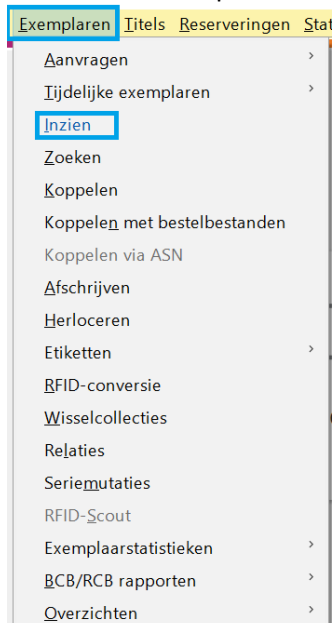 Exemplaren Titels Reserveringen Stat
Aanvragen
Tijdelijke exemplaren
Inzien
Zoeken
Koppelen
Koppelen met bestelbestanden
Koppelen via ASN
Afschrijven
Herloceren
Etiketten
RFID-conversie
Wisselcollecties
Relaties
Seriemutaties
RFID-Scout
Exemplaarstatistieken
BCB/RCB rapporten
Overzichten